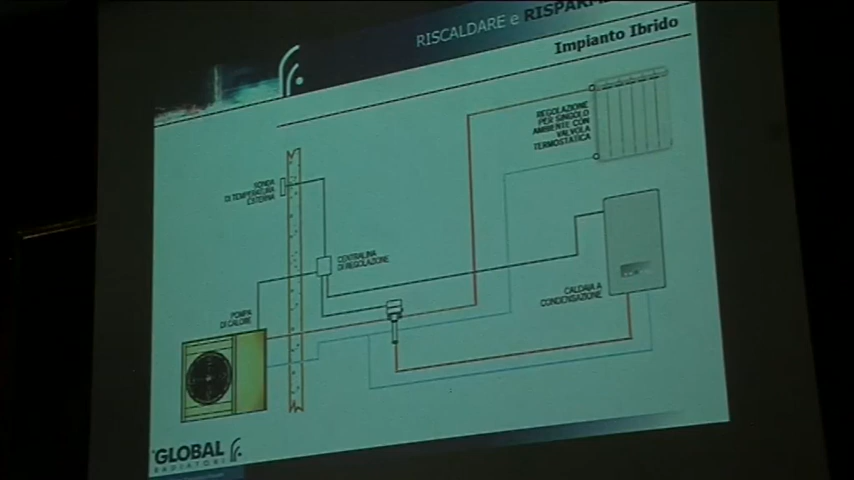 RISCALDARE e
Impianto Ibrido
REGOLAZIONE
PER SINGOLO
AMBIENTE CON
VALVOLA
TERMOSTATICA
SONDA
DI TEMPERATURA
ESTERNA
CENTRALINA
DI REGOLAZIONE
CALDAIA A
CONDENSAZIONE
POMPA
DI CALORE
GLOBAL
RADIATORI